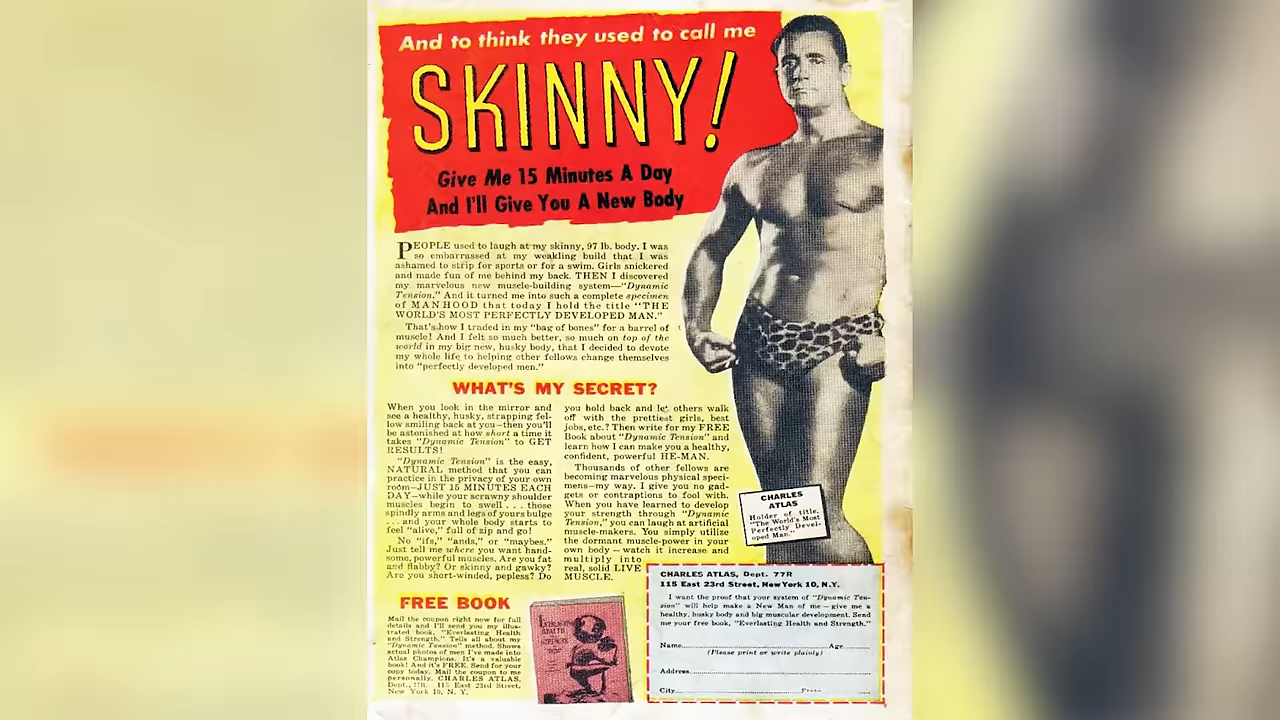 And to think they used to call me
SKINNY!
Give Me 15 Minutes A Day
And I'll Give You A New Body
PEOPLE used to laugh at my skinny, 97 lb. body. I was
so embarrassed at my weakling build that I was
ashamed to strip for sports or for a swim. Girls snickered
and made fun of me behind my back. THEN I discovered
my marvelous new muscle-building system—"Dynamic
Tension." And it turned me into such a complete specimen
of MANHOOD that today I hold the title "THE
WORLD'S MOST PERFECTLY DEVELOPED MAN."
That's how I traded in my "bag of bones" for a barrel of
muscle! And I felt so much better, so much on top of the
world in my big new, husky body, that I decided to devote
my whole life to helping other fellows change themselves
into "perfectly developed men."
WHAT'S MY SECRET?
When you look in the mirror and
see a healthy, husky, strapping fel-
low smiling back at you—then you'll
be astonished at how short a time it
takes "Dynamic Tension" to GET
RESULTS!
"Dynamic Tension" is the easy,
NATURAL method that you can
practice in the privacy of your own
room—JUST 15 MINUTES EACH
DAY—while your scrawny shoulder
muscles begin to swell . . . those
spindly arms and legs of yours bulge
. . . and your whole body starts to
feel "alive," full of zip and go!
No "ifs," "ands," or "maybes."
Just tell me where you want hand-
some, powerful muscles. Are you fat
and flabby? Or skinny and gawky?
Are you short-winded, pepless? Do
you hold back and let others walk
off with the prettiest girls, best
jobs, etc.? Then write for my FREE
Book about "Dynamic Tension" and
learn how I can make you a healthy,
confident, powerful HE-MAN.
Thousands of other fellows are
becoming marvelous physical speci-
mens—my way. I give you no gad-
gets or contraptions to fool with.
When you have learned to develop
your strength through "Dynamic
Tension," you can laugh at artificial
muscle-makers. You simply utilize
the dormant muscle-power in your
own body—watch it increase and
multiply into
real, solid LIVE
MUSCLE.
CHARLES
ATLAS
Holder of title,
"The World's Most
Perfectly Devel-
oped Man."
FREE BOOK
Mail the coupon right now for full
details and I'll send you my illus-
trated book, "Everlasting Health
and Strength." Tells all about my
"Dynamic Tension" method. Shows
actual photos of men I've made into
Atlas Champions. It's a valuable
book! And it's FREE. Send for your
copy today. Mail the coupon to me
personally. CHARLES ATLAS,
Dept. 77R, 115 East 23rd Street,
New York 10, N. Y.
EVERLASTING
HEALTH
STRENGTH
CHARLES ATLAS, Dept. 77R
115 East 23rd Street, New York 10, N.Y.
I want the proof that your system of "Dynamic Ten-
sion" will help make a New Man of me—give me a
healthy, husky body and big muscular development. Send
me your free book, "Everlasting Health and Strength."
Name Age
(Please print or write plainly)
Address
City State